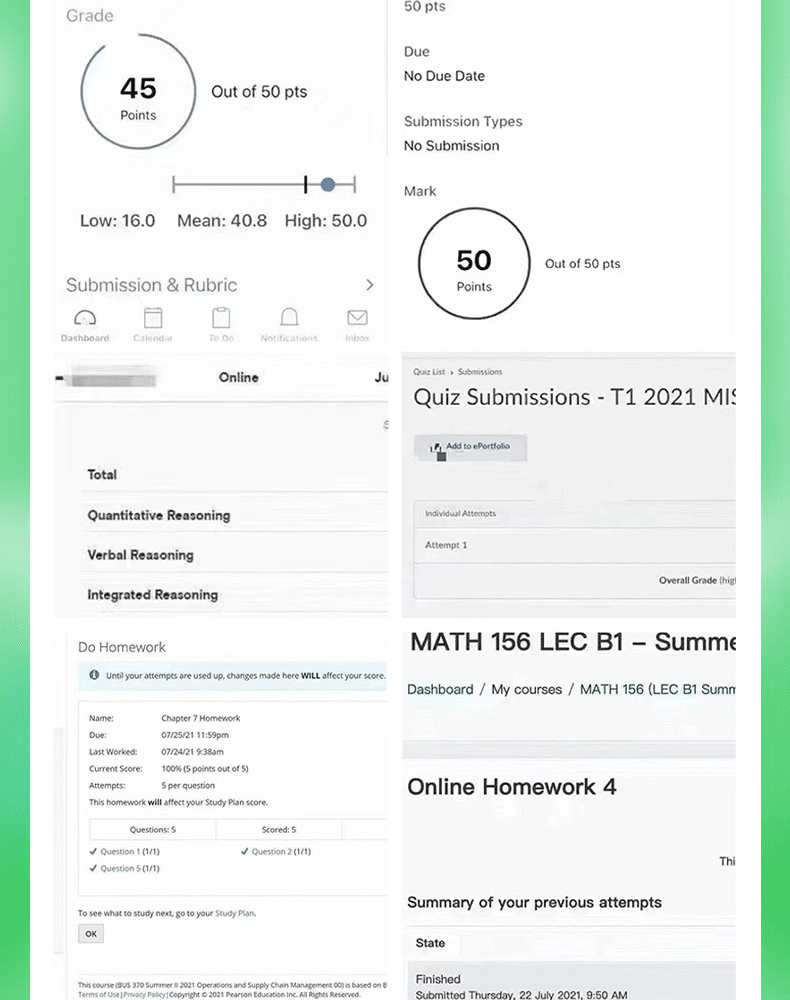 Grade
45
Points
Out of 50 pts
Low: 16.0 Mean: 40.8 High: 50.0
Submission & Rubric
Dashboard Calendar To Do Notifications Inbox
50 pts
Due
No Due Date
Submission Types
No Submission
Mark
50
Points
Out of 50 pts
Online Ju
Total
Quantitative Reasoning
Verbal Reasoning
Integrated Reasoning
Quiz List › Submissions
Quiz Submissions - T1 2021 MIS
Add to ePortfolio
Individual Attempts
Attempt 1
Overall Grade (hig
Do Homework
Until your attempts are used up, changes made here WILL affect your score.
Name: Chapter 7 Homework
Due: 07/25/21 11:59pm
Last Worked: 07/24/21 9:38am
Current Score: 100% (5 points out of 5)
Attempts: 5 per question
This homework will affect your Study Plan score.
Questions: 5 Scored: 5
Question 1 (1/1) Question 2 (1/1)
Question 5 (1/1)
To see what to study next, go to your Study Plan.
OK
This course (BUS 370 Summer II 2021 Operations and Supply Chain Management 00) is based on
Terms of Use | Privacy Policy | Copyright © 2021 Pearson Education Inc. All Rights Reserved.
MATH 156 LEC B1 – Summe
Dashboard / My courses / MATH 156 (LEC B1 Summ
Online Homework 4
Thi
Summary of your previous attempts
State
Finished
Submitted Thursday, 22 July 2021, 9:50 AM